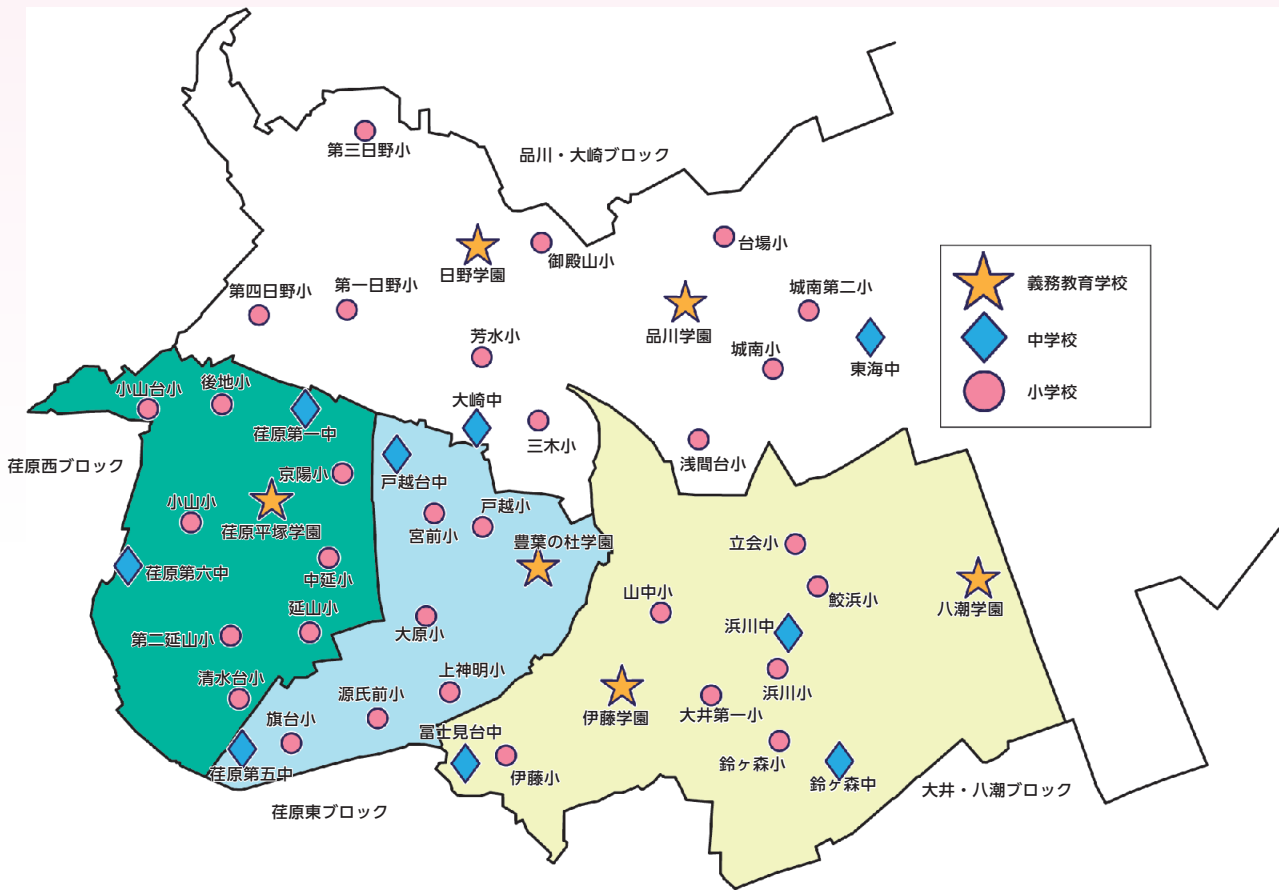 第三日野小
品川・大崎ブロック
台場小
御殿山小
日野学園
義務教育学校
第四日野小
第一日野小
城南第二小
品川学園
中学校
芳水小
城南小
東海中
小山台小
後地小
大崎中
小学校
荏原第一中
三木小
浅間台小
荏原西ブロック
京陽小
戸越台中
小山小
戸越小
荏原平塚学園
宮前小
豊葉の杜学園
立会小
荏原第六中
中延小
山中小
鮫浜小
八潮学園
延山小
第二延山小
大原小
浜川中
清水台小
上神明小
浜川小
源氏前小
伊藤学園
大井第一小
旗台小
冨士見台中
荏原第五中
伊藤小
鈴ヶ森小
鈴ヶ森中
大井・八潮ブロック
荏原東ブロック